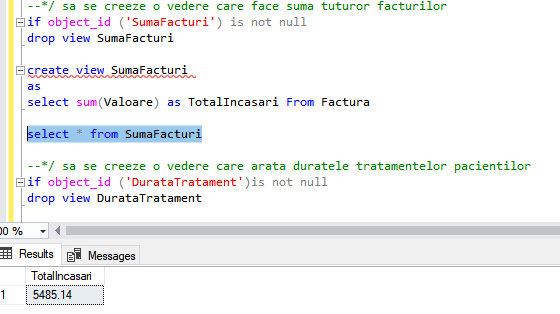 --*/ sa se creeze o vedere care face suma tuturor facturilor
if object_id ('SumaFacturi') is not null
drop view SumaFacturi
create view SumaFacturi
as
select sum(Valoare) as TotalIncasari From Factura
select * from SumaFacturi
--*/ sa se creeze o vedere care arata duratele tratamentelor pacientilor
if object_id ('DurataTratament')is not null
drop view DurataTratament
00 %
Results Messages
TotalIncasari
1 5485.14